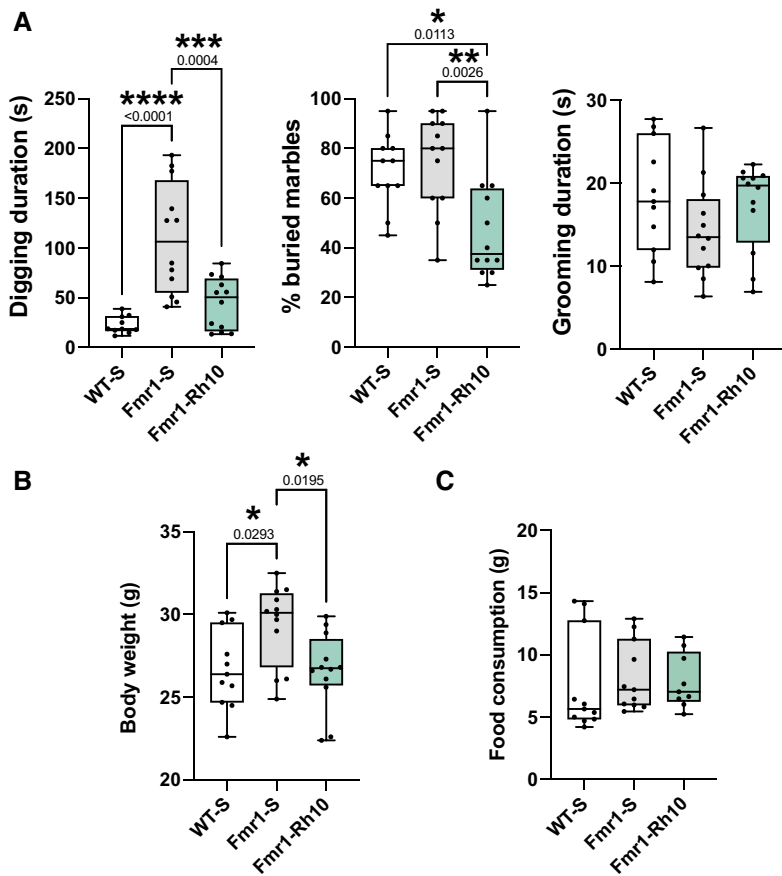 A
***
0.0004
****
<0.0001
Digging duration (s)
250
200
150
100
50
0
WT-S
Fmr1-S
Fmr1-Rh10
*
0.0113
**
0.0026
% buried marbles
100
80
60
40
20
0
WT-S
Fmr1-S
Fmr1-Rh10
Grooming duration (s)
30
20
10
0
WT-S
Fmr1-S
Fmr1-Rh10
B
*
0.0195
*
0.0293
Body weight (g)
35
30
25
20
WT-S
Fmr1-S
Fmr1-Rh10
C
Food consumption (g)
20
15
10
5
0
WT-S
Fmr1-S
Fmr1-Rh10